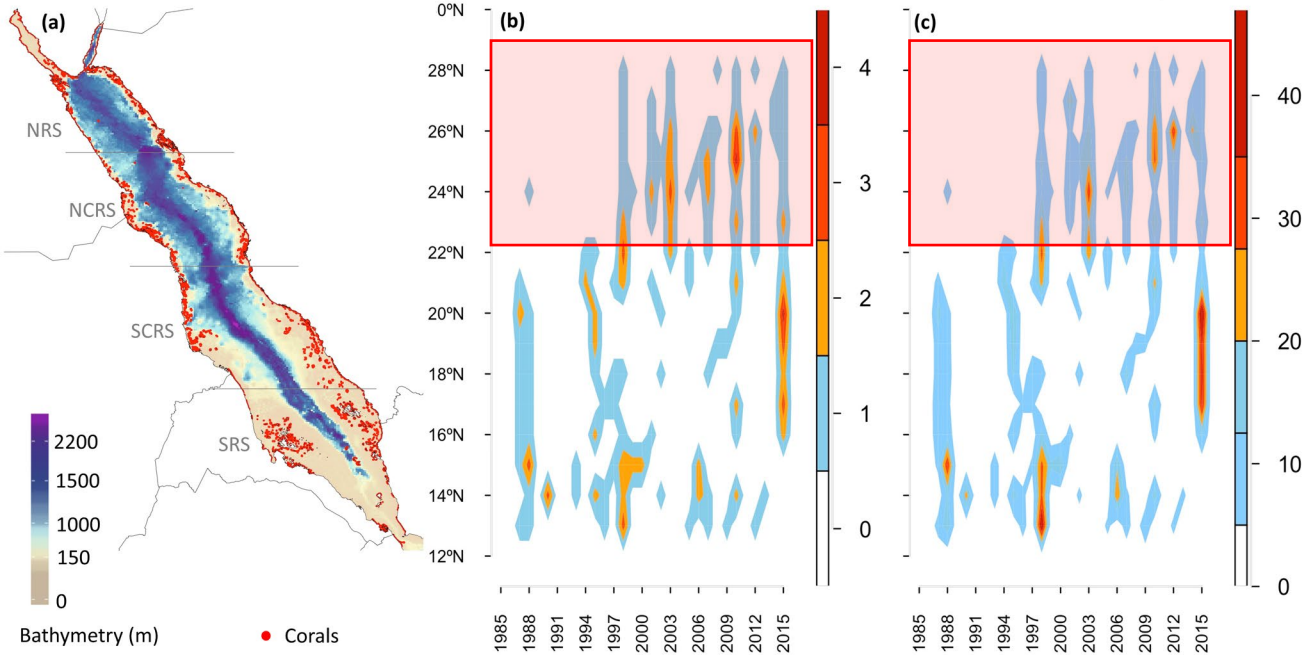 (a)
NRS
NCRS
SCRS
SRS
2200
1500
1000
150
0
Bathymetry (m)
Corals
(b)
0ºN
28ºN
26ºN
24ºN
22ºN
20ºN
18ºN
16ºN
14ºN
12ºN
1985
1988
1991
1994
1997
2000
2003
2006
2009
2012
2015
4
3
2
1
0
(c)
1985
1988
1991
1994
1997
2000
2003
2006
2009
2012
2015
40
30
20
10
0